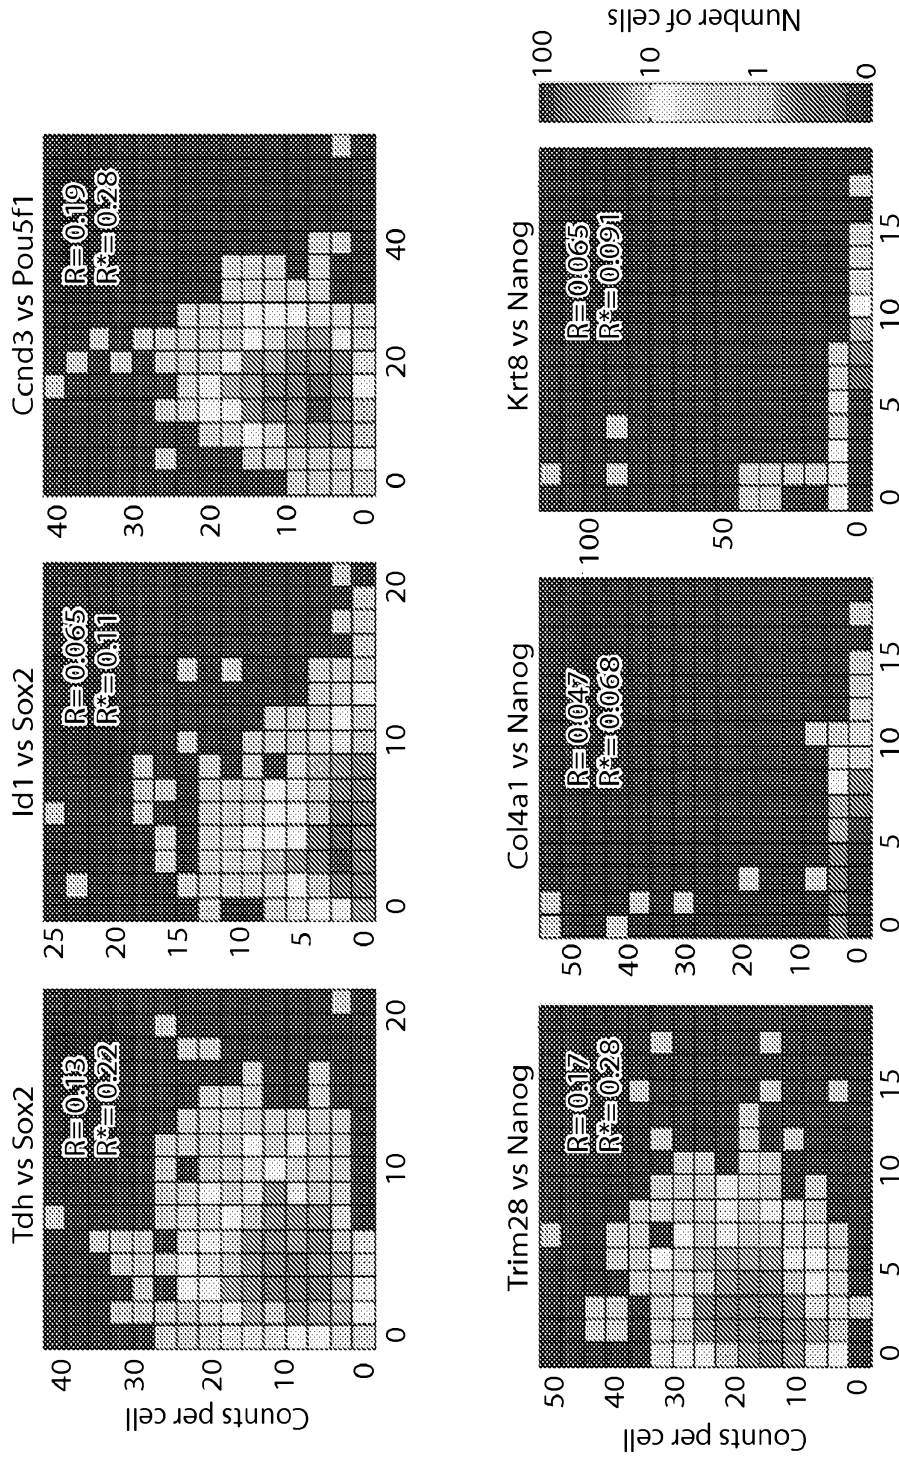 Tdh vs Sox2
R= 0.13
R*= 0.22
Counts per cell
40
30
20
10
0
0
10
20
Id1 vs Sox2
R= 0.065
R*= 0.11
25
20
15
10
5
0
0
10
20
Ccnd3 vs Pou5f1
R= 0.19
R*= 0.28
40
30
20
10
0
0
20
40
Trim28 vs Nanog
R= 0.17
R*= 0.28
Counts per cell
50
40
30
20
10
0
0
5
10
15
Col4a1 vs Nanog
R= 0.047
R*= 0.068
50
40
30
20
10
0
0
5
10
15
Krt8 vs Nanog
R= 0.065
R*= 0.091
100
50
0
0
5
10
15
100
10
1
0
Number of cells